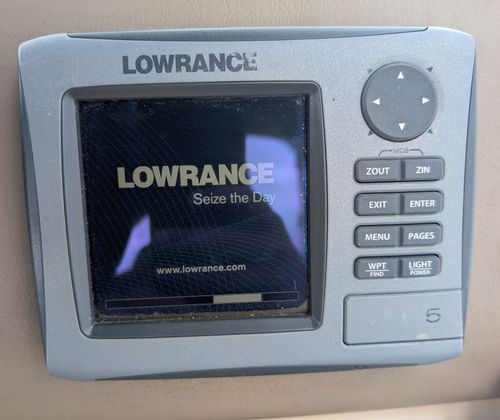 LOWRANCE
LOWRANCE
Seize the Day
www.lowrance.com
MOB
ZOUT ZIN
EXIT ENTER
MENU PAGES
WPT LIGHT
FIND POWER
5